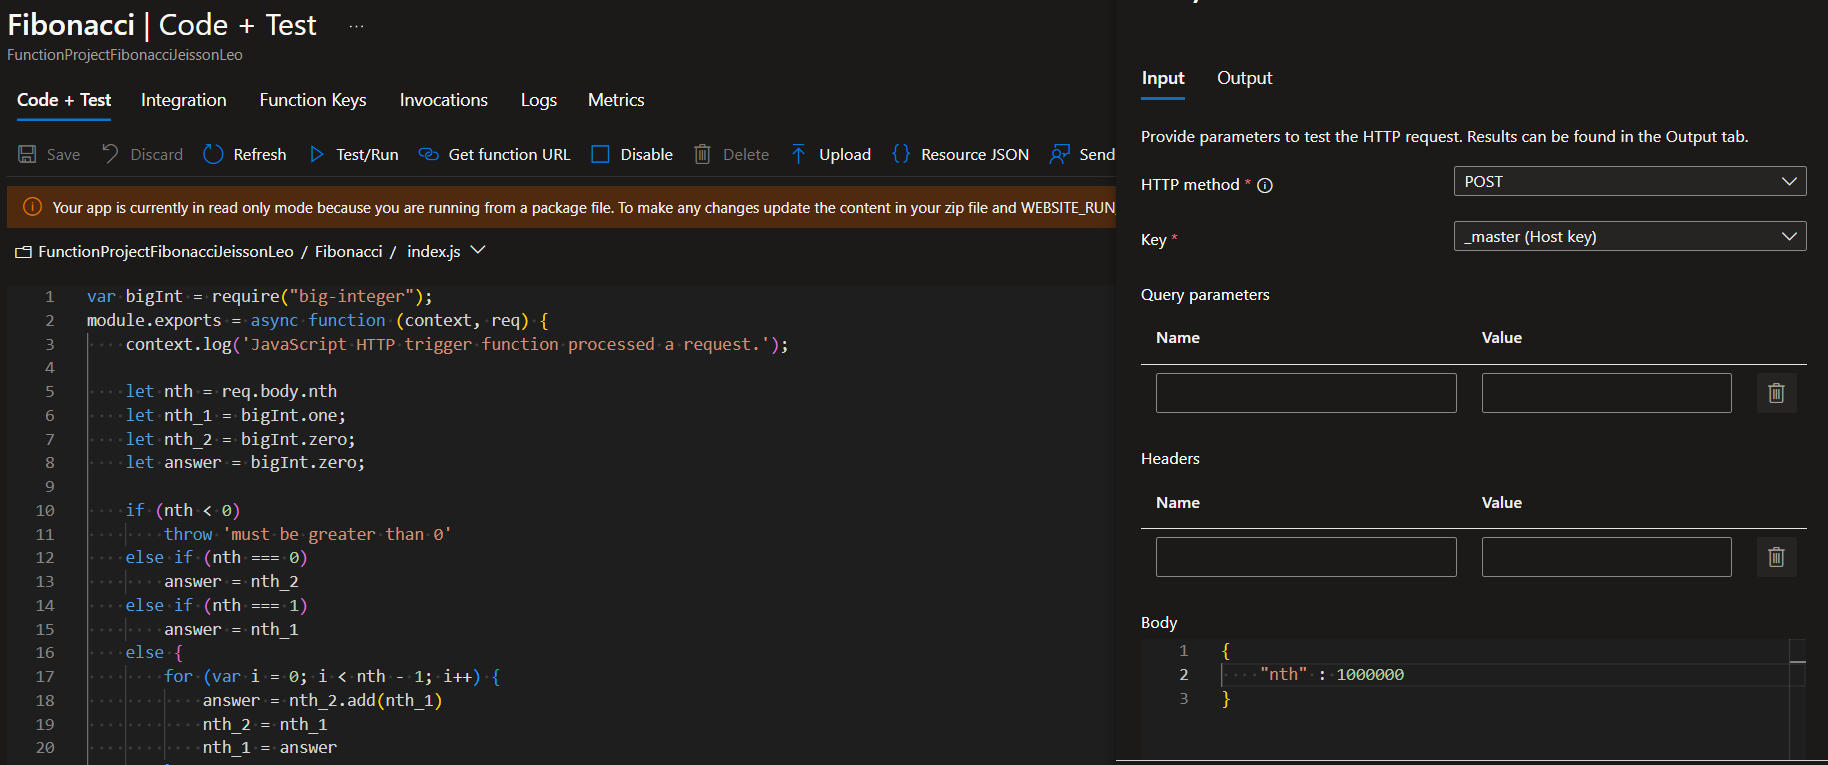 Fibonacci | Code + Test ...
FunctionProjectFibonacciJeissonLeo
Code + Test Integration Function Keys Invocations Logs Metrics
Save Discard Refresh Test/Run Get function URL Disable Delete Upload Resource JSON Send
Your app is currently in read only mode because you are running from a package file. To make any changes update the content in your zip file and WEBSITE_RUN
FunctionProjectFibonacciJeissonLeo / Fibonacci / index.js
1 var bigInt = require("big-integer");
2 module.exports = async function (context, req) {
3 context.log('JavaScript HTTP trigger function processed a request.');
4
5 let nth = req.body.nth
6 let nth_1 = bigInt.one;
7 let nth_2 = bigInt.zero;
8 let answer = bigInt.zero;
9
10 if (nth < 0)
11 throw 'must be greater than 0'
12 else if (nth === 0)
13 answer = nth_2
14 else if (nth === 1)
15 answer = nth_1
16 else {
17 for (var i = 0; i < nth - 1; i++) {
18 answer = nth_2.add(nth_1)
19 nth_2 = nth_1
20 nth_1 = answer
Input Output
Provide parameters to test the HTTP request. Results can be found in the Output tab.
HTTP method * POST
Key * _master (Host key)
Query parameters
Name Value
Headers
Name Value
Body
1 {
2 "nth" : 1000000
3 }